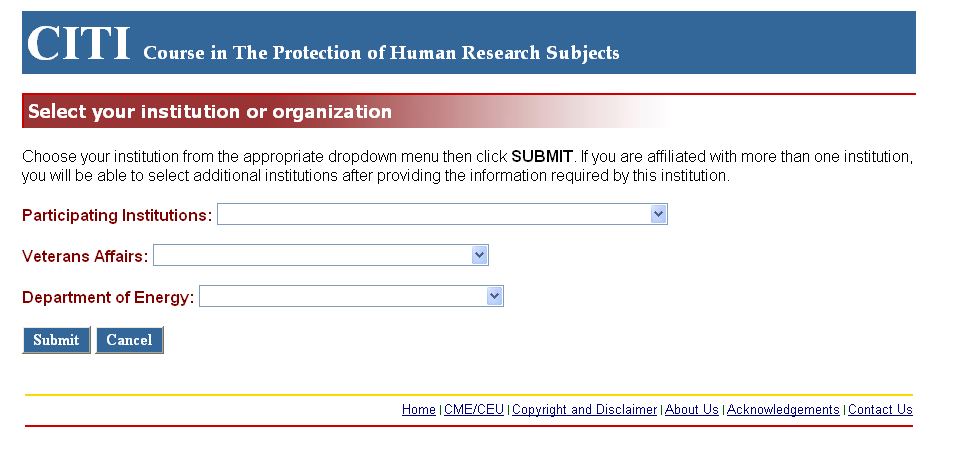 CITI Course in The Protection of Human Research Subjects
Select your institution or organization
Choose your institution from the appropriate dropdown menu then click SUBMIT. If you are affiliated with more than one institution,
you will be able to select additional institutions after providing the information required by this institution.
Participating Institutions:
Veterans Affairs:
Department of Energy:
Submit Cancel
Home | CME/CEU | Copyright and Disclaimer | About Us | Acknowledgements | Contact Us